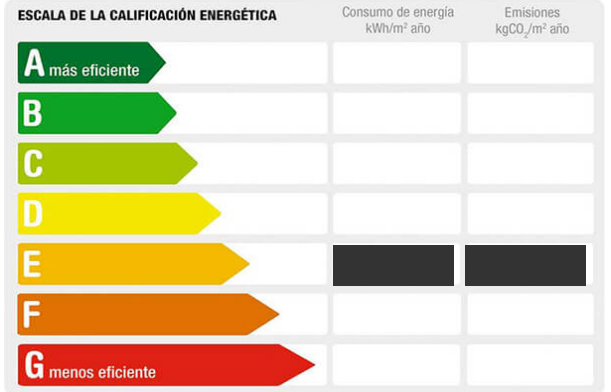 ESCALA DE LA CALIFICACIÓN ENERGÉTICA
Consumo de energía
kWh/m² año
Emisiones
kgCO₂/m² año
A más eficiente
B
C
D
E
F
G menos eficiente